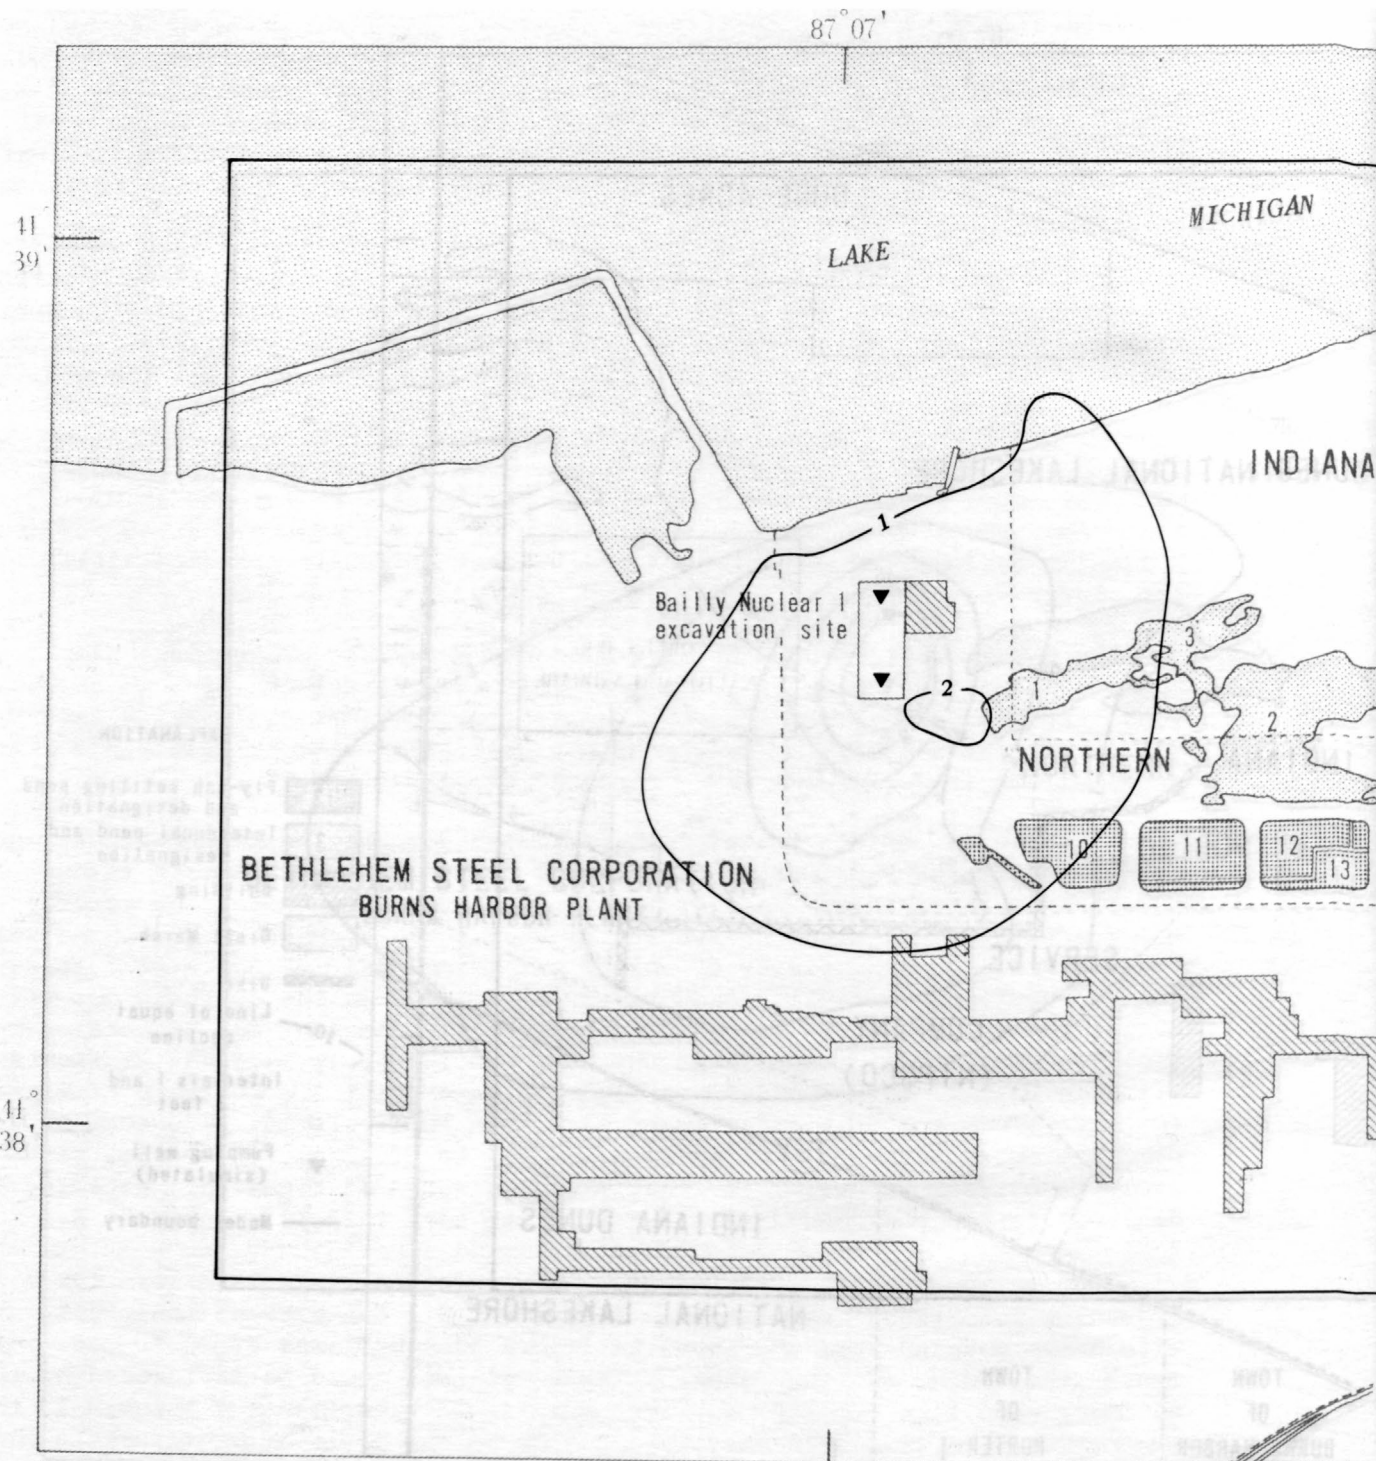 87°07'
41
39'
LAKE
MICHIGAN
INDIANA
1
Bailly Nuclear 1
excavation site
2
1
3
2
NORTHERN
10
11
12
13
BETHLEHEM STEEL CORPORATION
BURNS HARBOR PLANT
41°
38'